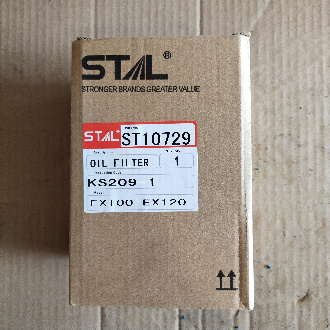 STAL®
STRONGER BRANDS GREATER VALUE
STAL ST10729
OIL FILTER 1
KS209 1
EX100 EX120